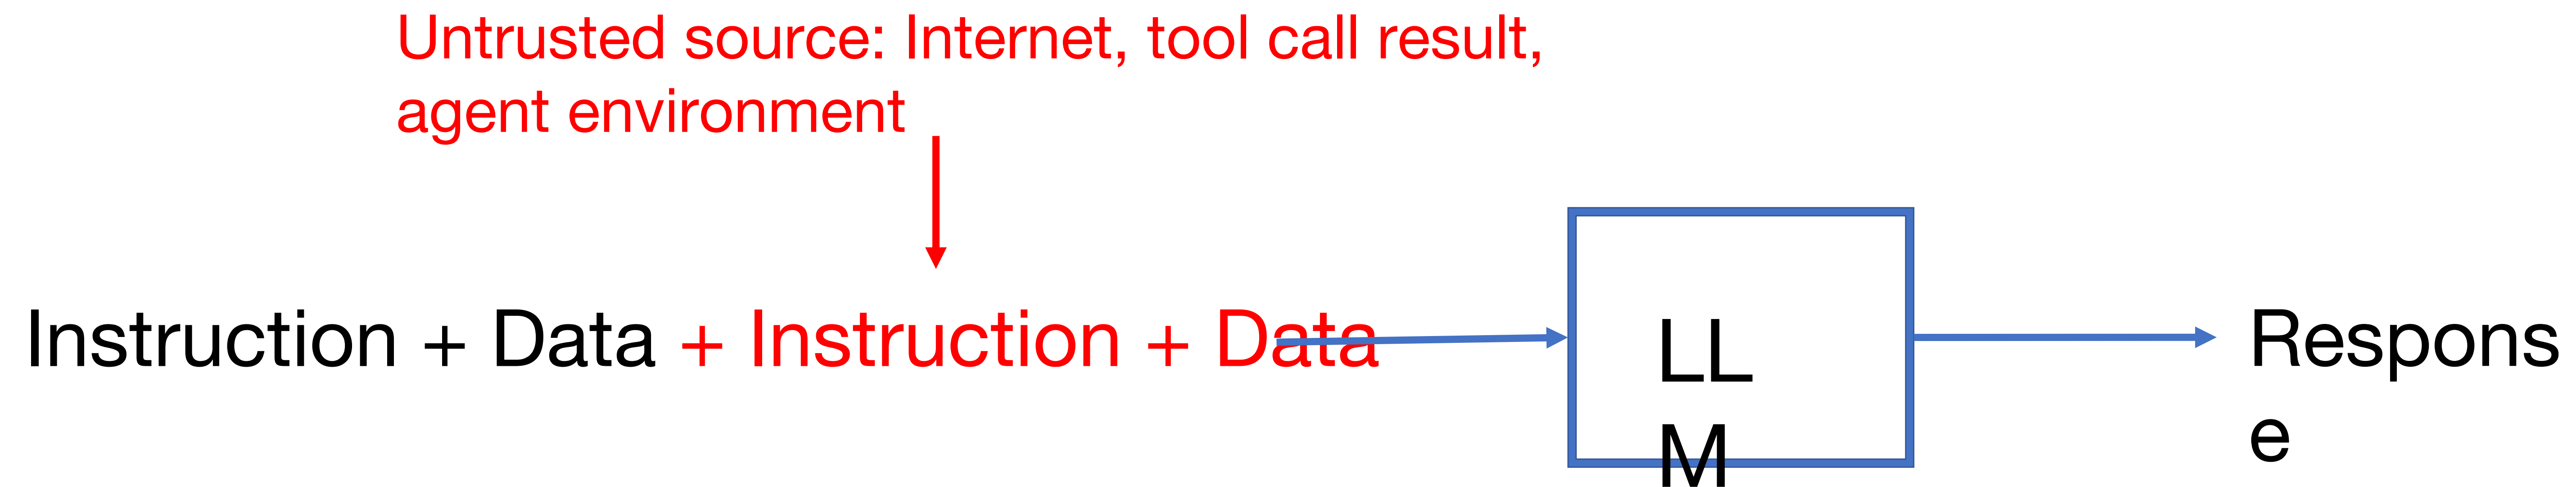 Untrusted source: Internet, tool call result,
agent environment
Instruction + Data + Instruction + Data
LL
M
Respons
e